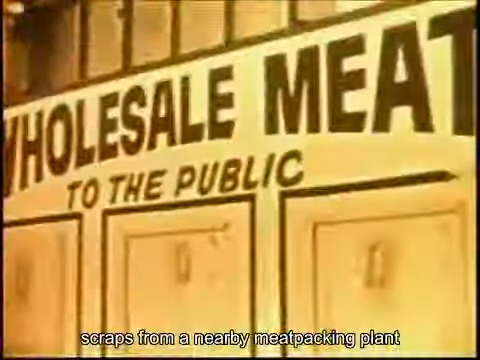 WHOLESALE MEAT
TO THE PUBLIC
scraps from a nearby meatpacking plant